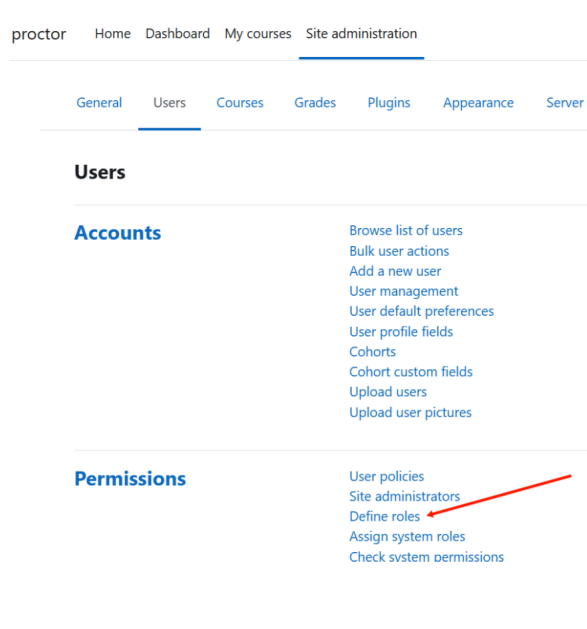 proctor Home Dashboard My courses Site administration
General Users Courses Grades Plugins Appearance Server
Users
Accounts
Browse list of users
Bulk user actions
Add a new user
User management
User default preferences
User profile fields
Cohorts
Cohort custom fields
Upload users
Upload user pictures
Permissions
User policies
Site administrators
Define roles
Assign system roles
Check system permissions